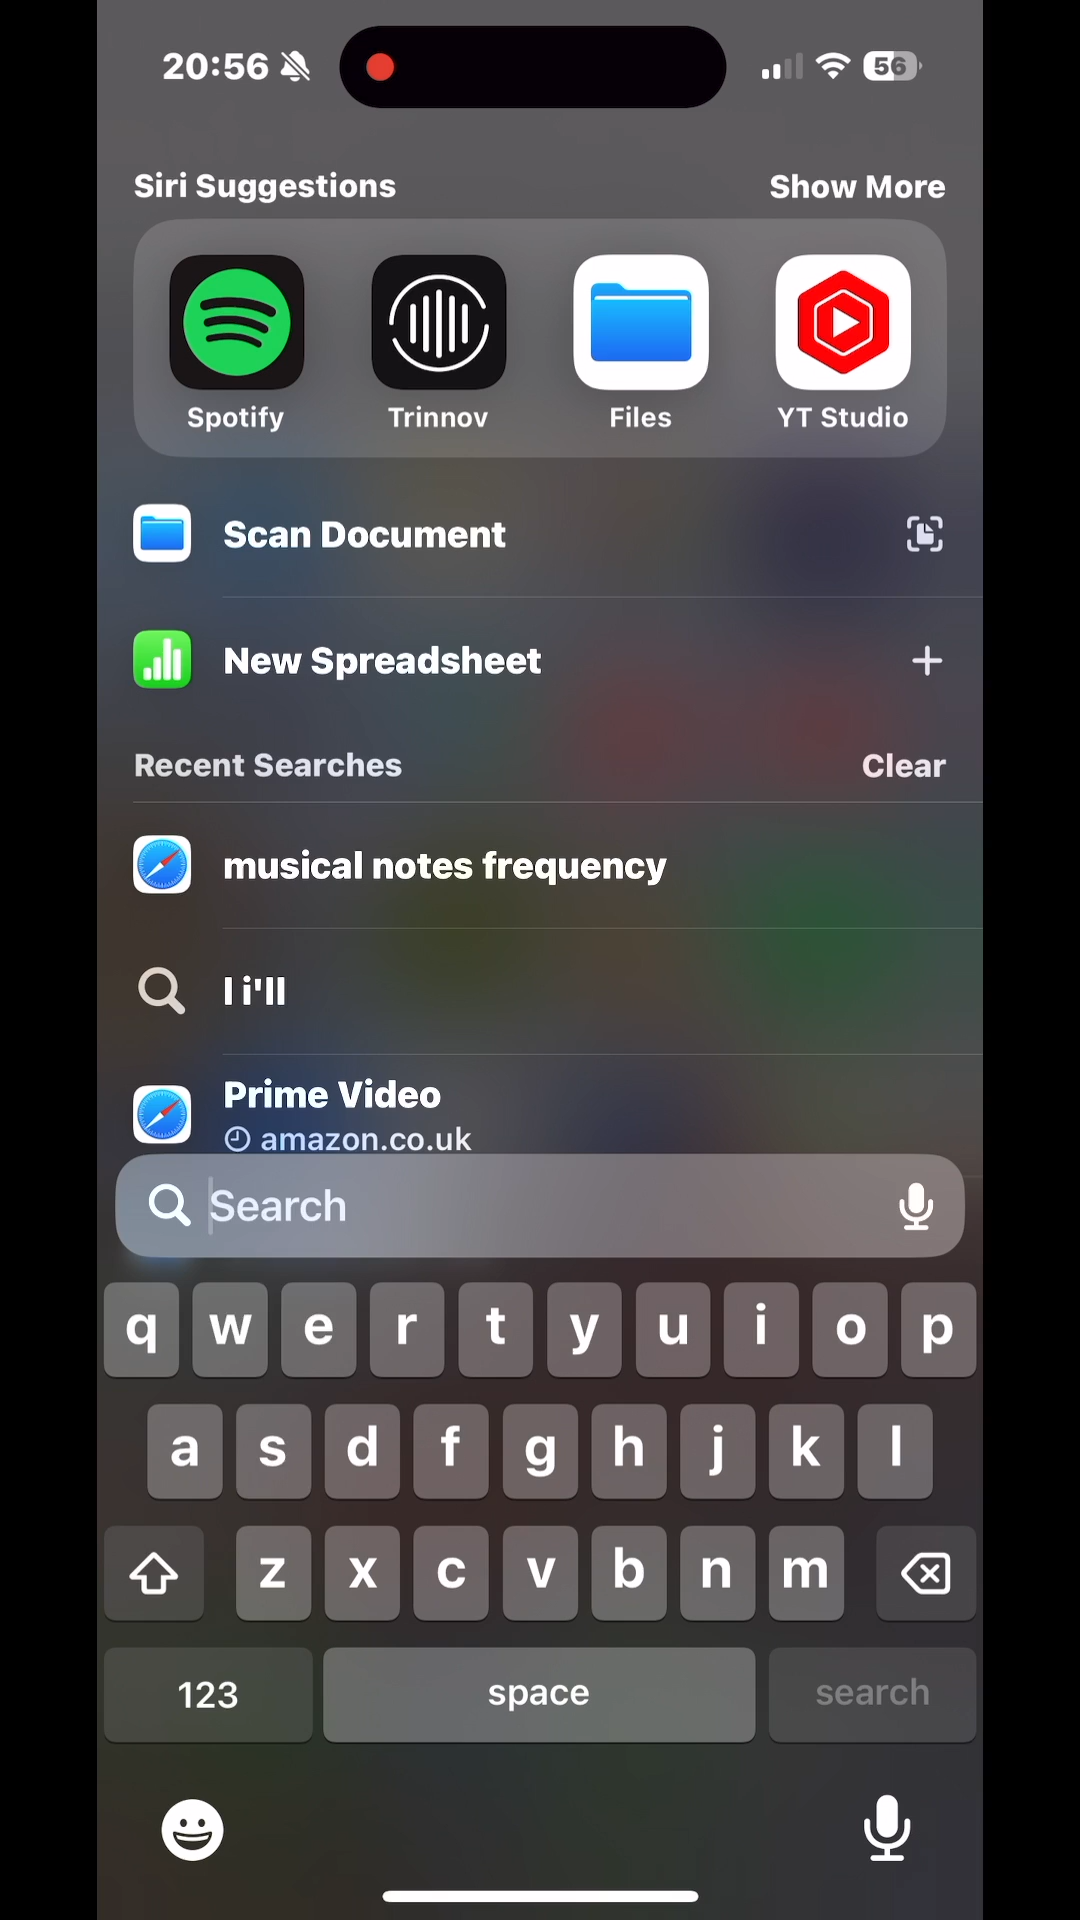 20:56
56
Siri Suggestions
Show More
Spotify
Trinnov
Files
YT Studio
Scan Document
New Spreadsheet
Recent Searches
Clear
musical notes frequency
l i'll
Prime Video
amazon.co.uk
Search
q w e r t y u i o p
a s d f g h j k l
z x c v b n m
123
space
search